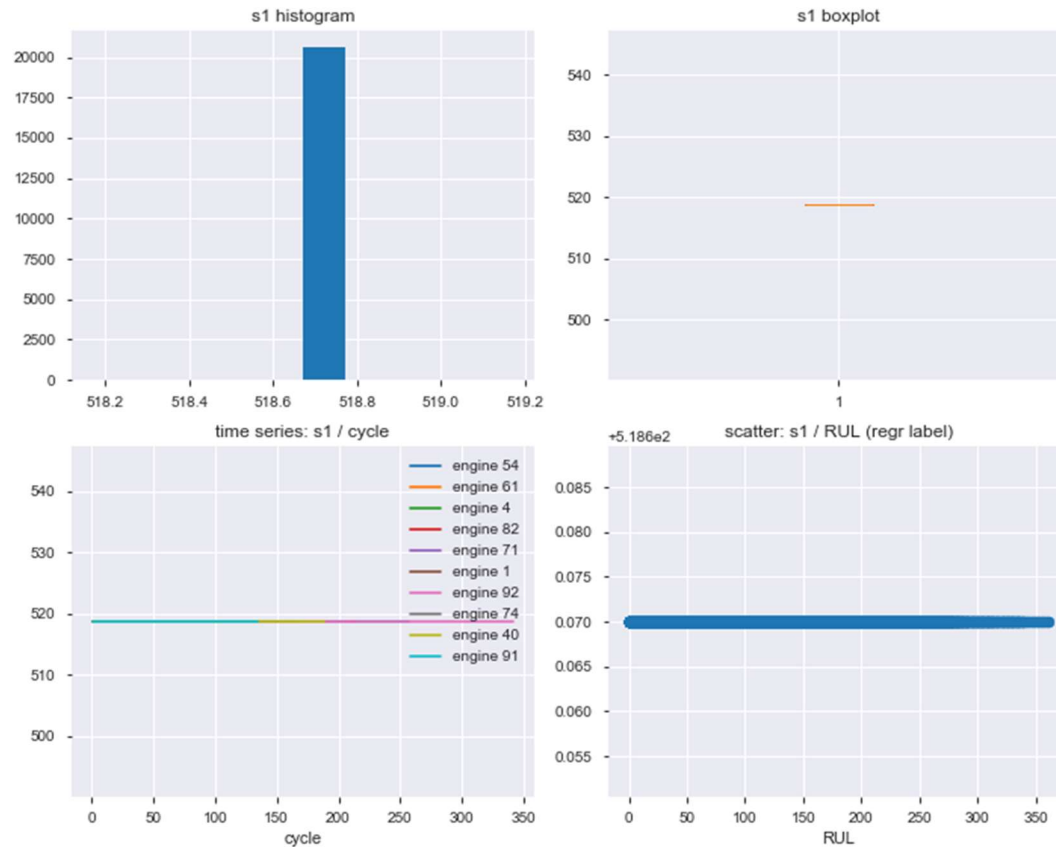 s1 histogram
20000
17500
15000
12500
10000
7500
5000
2500
0
518.2 518.4 518.6 518.8 519.0 519.2
s1 boxplot
540
530
520
510
500
1
time series: s1 / cycle
540
530
520
510
500
engine 54
engine 61
engine 4
engine 82
engine 71
engine 1
engine 92
engine 74
engine 40
engine 91
0 50 100 150 200 250 300 350
cycle
+5.186e2
scatter: s1 / RUL (regr label)
0.085
0.080
0.075
0.070
0.065
0.060
0.055
0 50 100 150 200 250 300 350
RUL